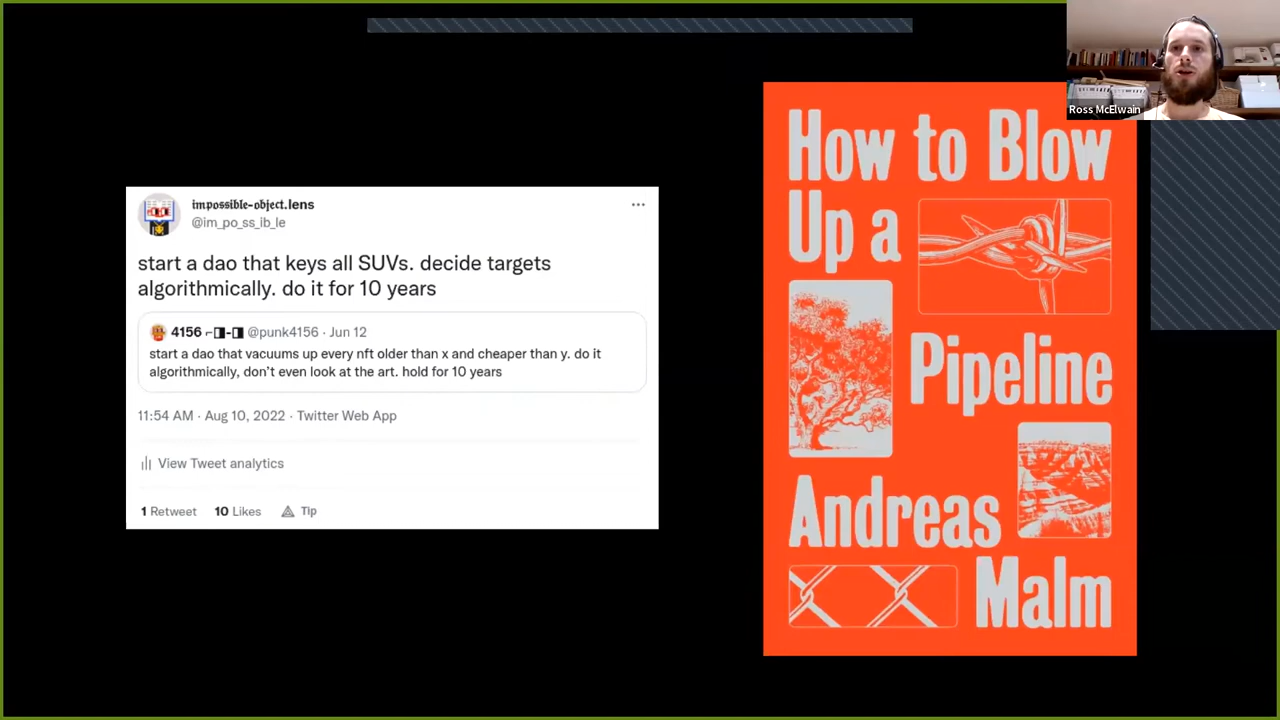 impossible-object.lens
@im_po_ss_ib_le
start a dao that keys all SUVs. decide targets
algorithmically. do it for 10 years
4156 ⌐◨-◨ @punk4156 · Jun 12
start a dao that vacuums up every nft older than x and cheaper than y. do it
algorithmically, don't even look at the art. hold for 10 years
11:54 AM · Aug 10, 2022 · Twitter Web App
View Tweet analytics
1 Retweet 10 Likes Tip
How to Blow
Up a
Pipeline
Andreas
Malm
Ross McElwain